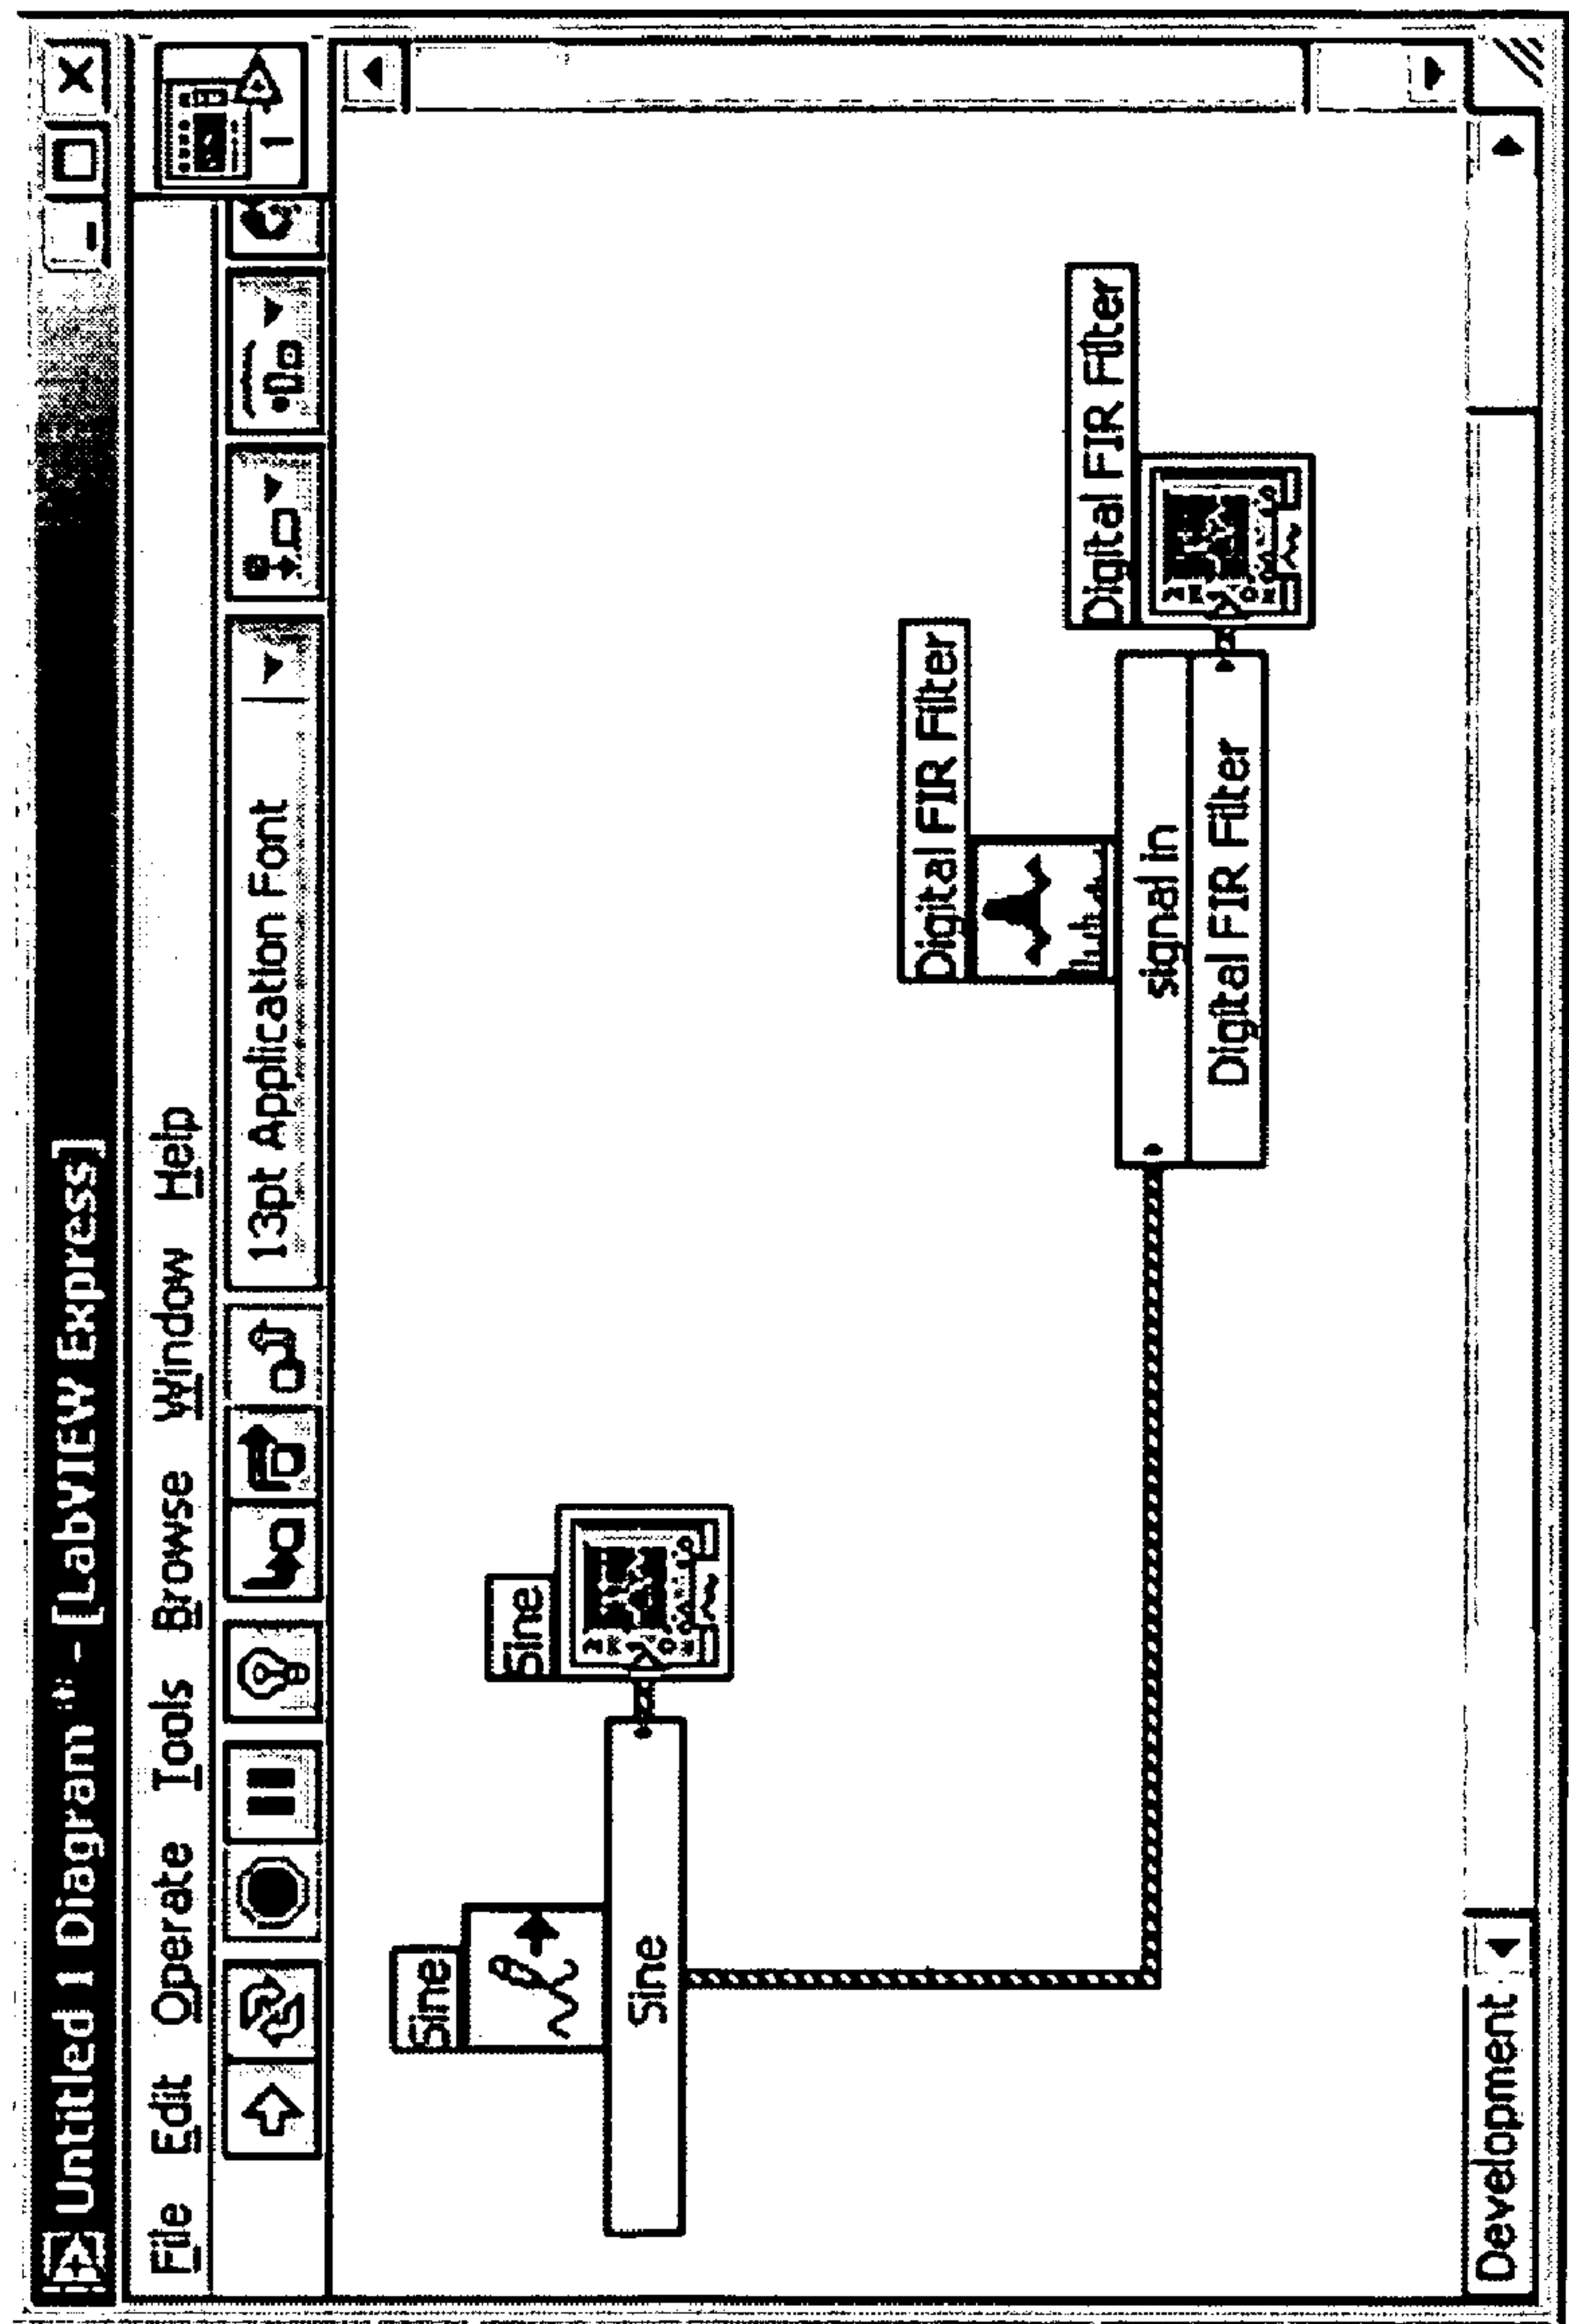 Untitled 1 Diagram * - [LabVIEW Express]
File Edit Operate Tools Browse Window Help
13pt Application Font
1
Sine
Sine
Sine
Digital FIR Filter
Digital FIR Filter
signal in
Digital FIR Filter
Development